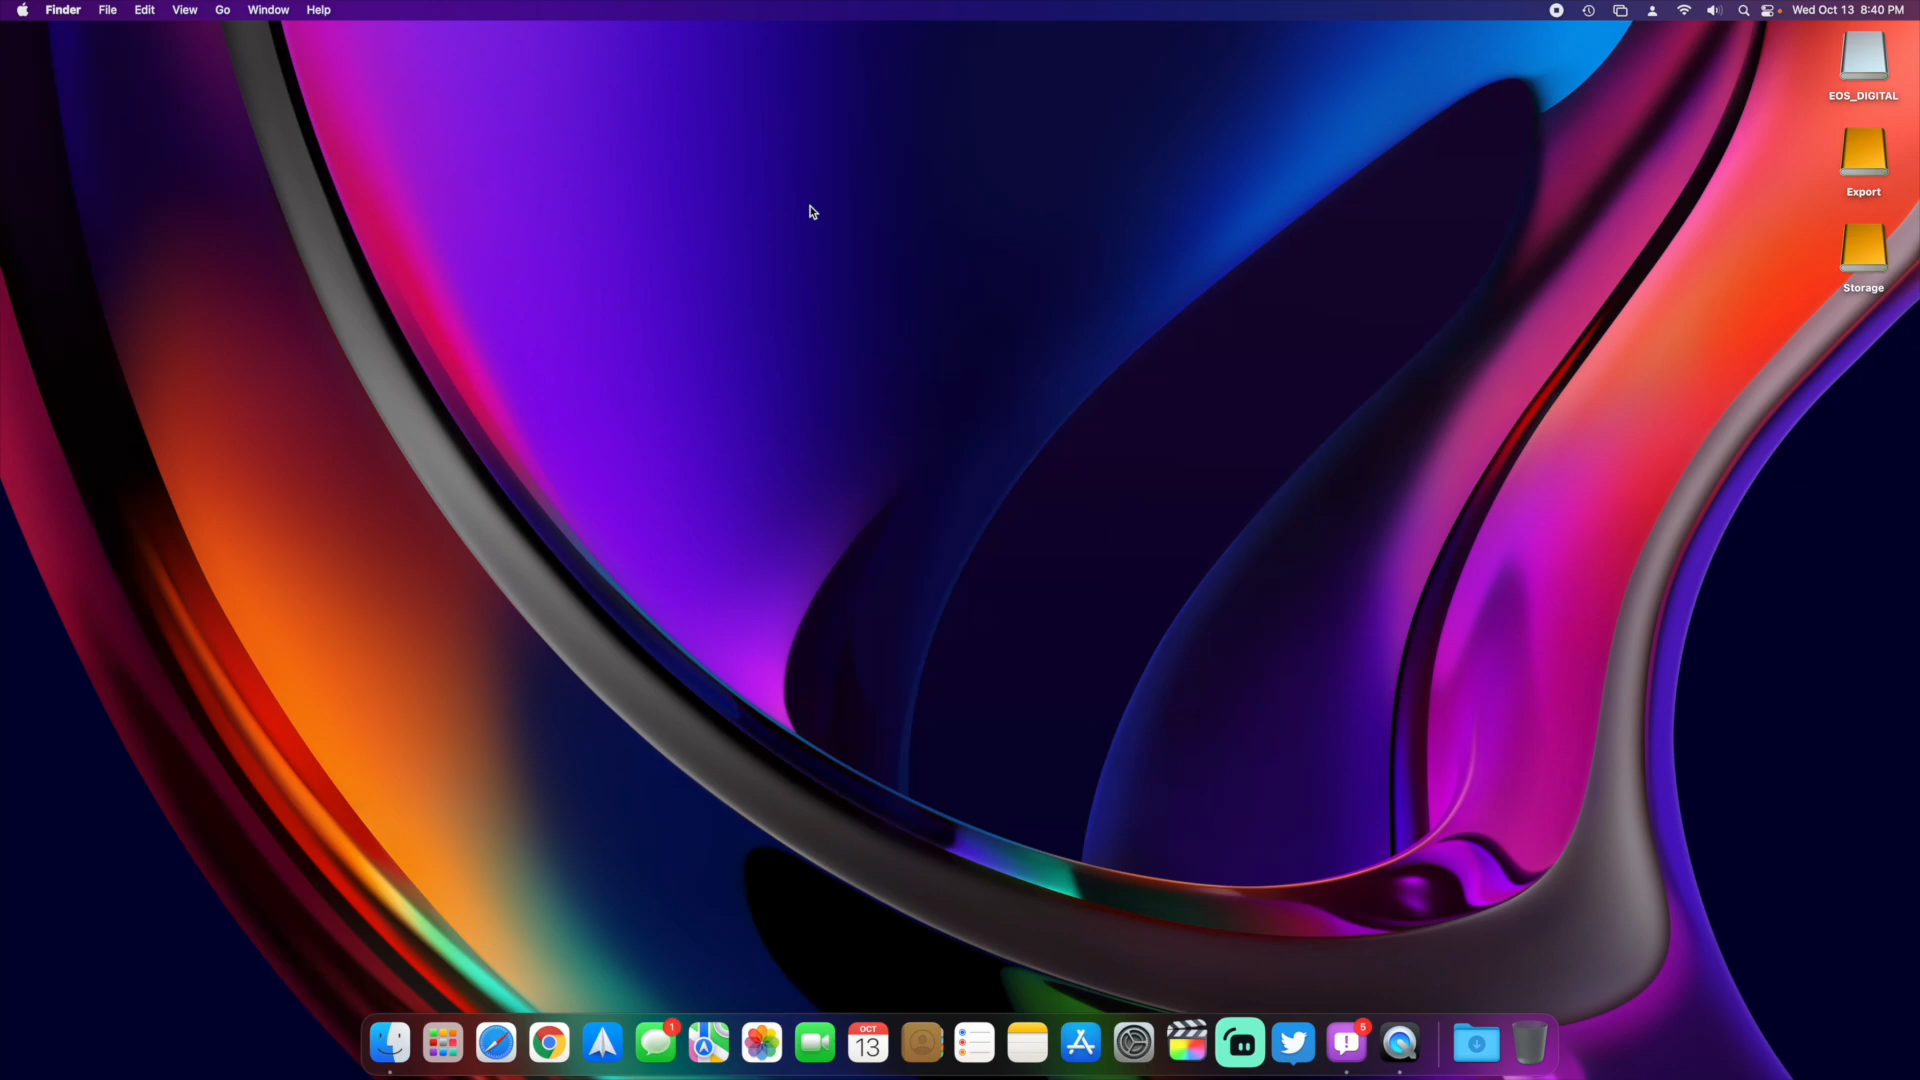 Finder File Edit View Go Window Help Wed Oct 13 8:40 PM
EOS_DIGITAL
Export
Storage
1
OCT
13
5